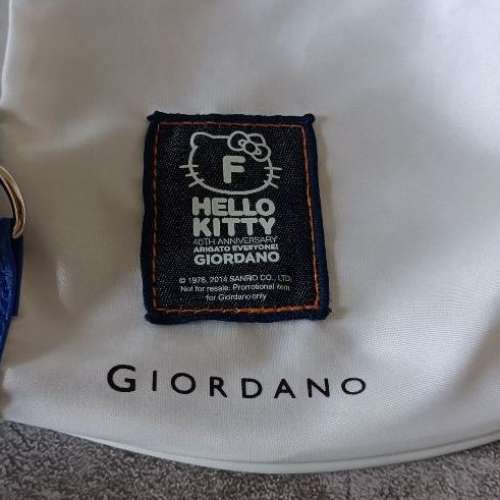 F
HELLO
KITTY
40TH ANNIVERSARY
ARIGATO EVERYONE!
GIORDANO
© 1976, 2014 SANRIO CO., LTD.
Not for resale. Promotional item
for Giordano only
GIORDANO